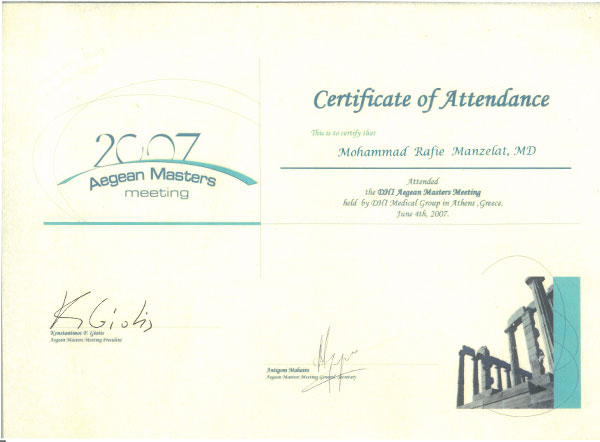 2007
Aegean Masters
meeting
Certificate of Attendance
This is to certify that
Mohammad Rafie Manzelat, MD
Attended
the DHI Aegean Masters Meeting
held by DHI Medical Group in Athens ,Greece.
June 4th, 2007.
K Giotis
Konstantinos P. Giotis
Aegean Masters Meeting President
Aegean Masters Meeting General Secretary